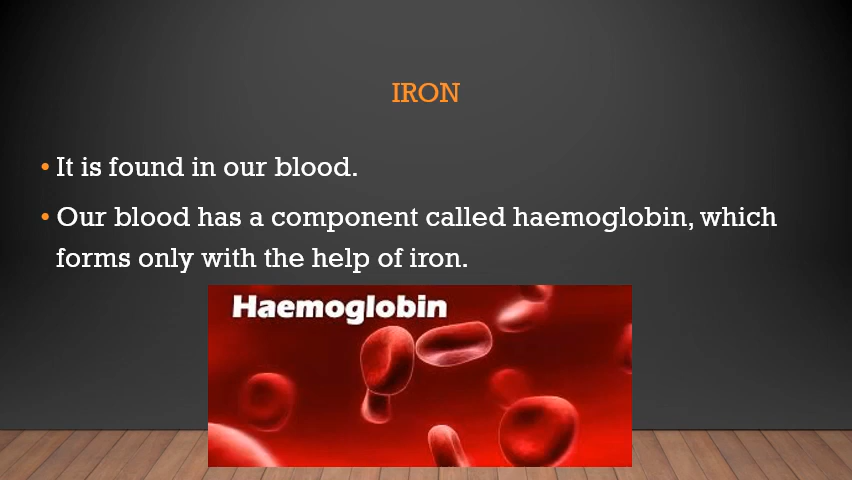 IRON
• It is found in our blood.
• Our blood has a component called haemoglobin, which
forms only with the help of iron.
Haemoglobin